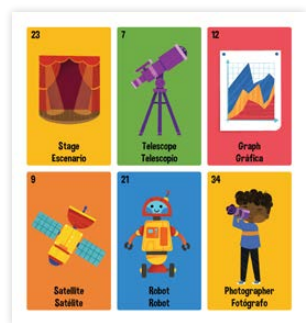 23
Stage
Escenario
7
Telescope
Telescopio
12
Graph
Gráfica
9
Satellite
Satélite
21
Robot
Robot
34
Photographer
Fotógrafo